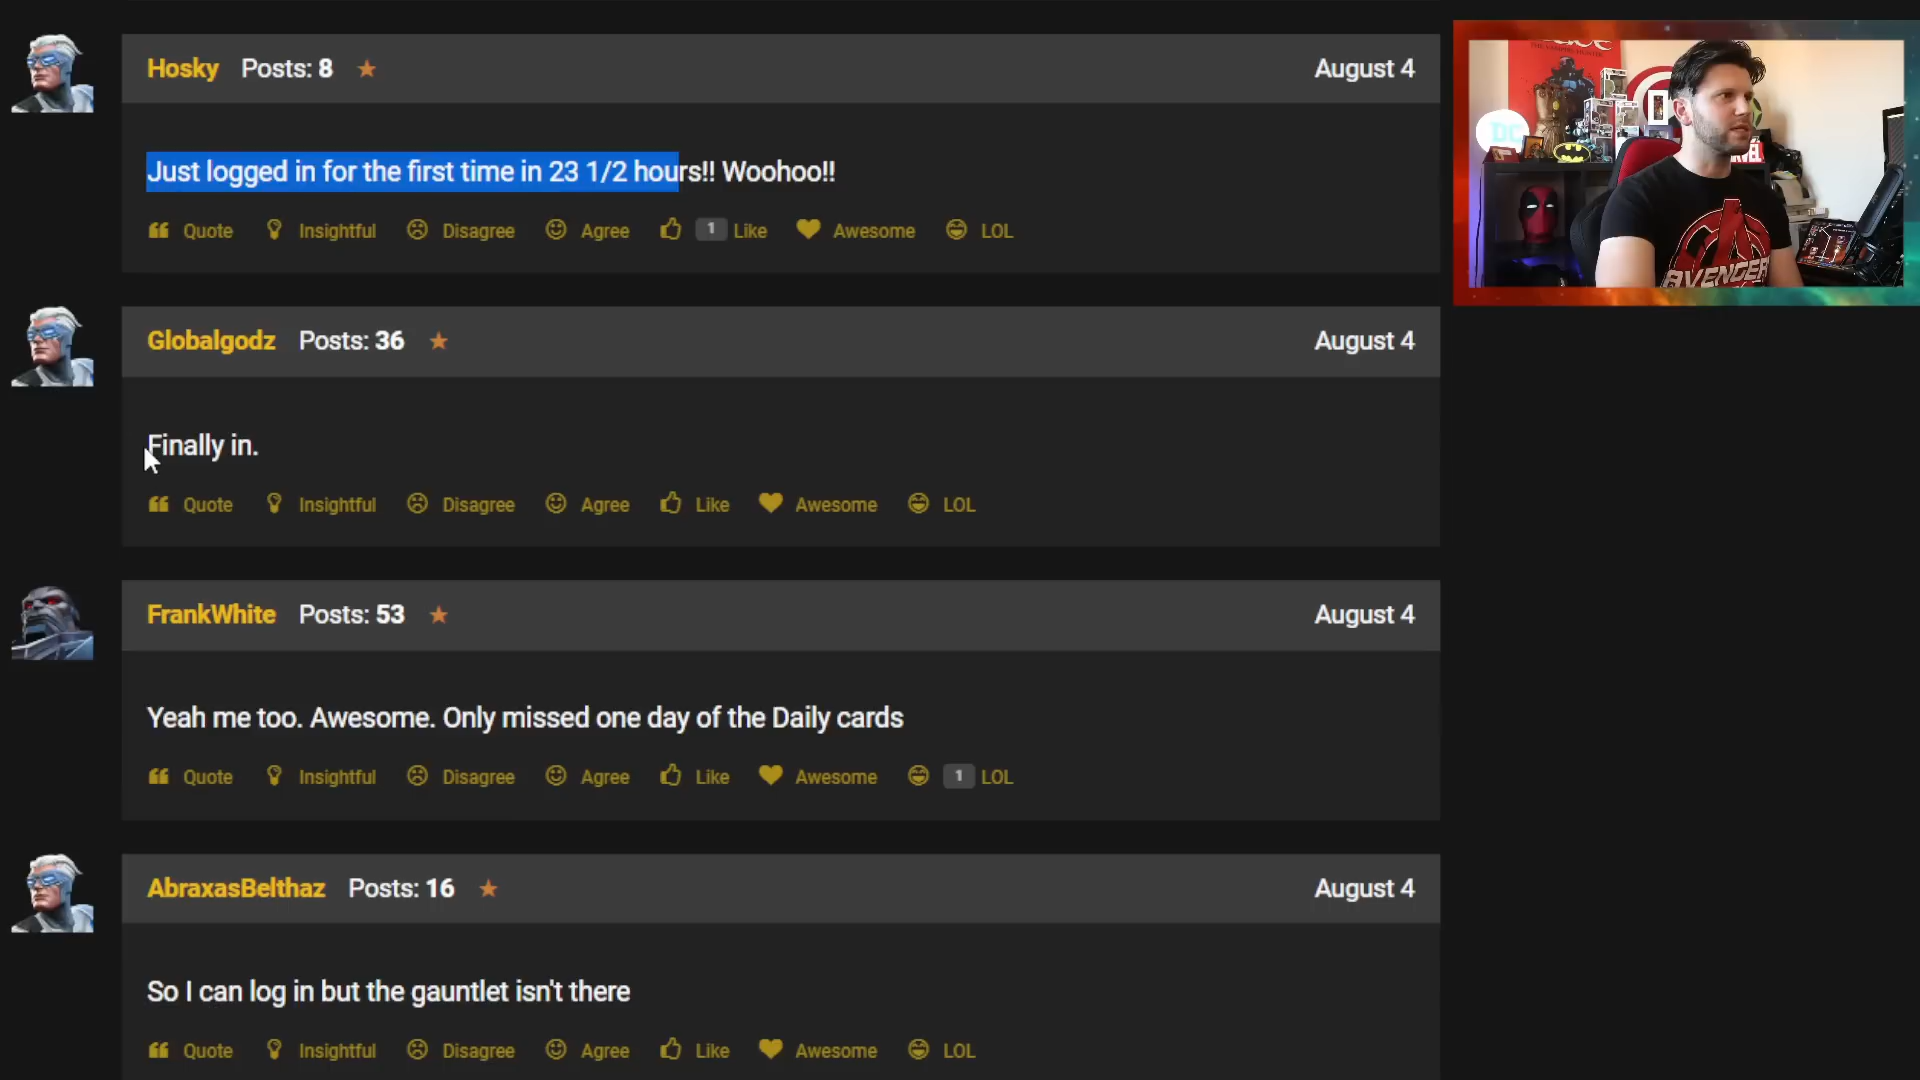 Hosky Posts: 8 August 4
Just logged in for the first time in 23 1/2 hours!! Woohoo!!
Quote Insightful Disagree Agree 1 Like Awesome LOL
Globalgodz Posts: 36 August 4
Finally in.
Quote Insightful Disagree Agree Like Awesome LOL
FrankWhite Posts: 53 August 4
Yeah me too. Awesome. Only missed one day of the Daily cards
Quote Insightful Disagree Agree Like Awesome 1 LOL
AbraxasBelthaz Posts: 16 August 4
So I can log in but the gauntlet isn't there
Quote Insightful Disagree Agree Like Awesome LOL
DC
AVENGER